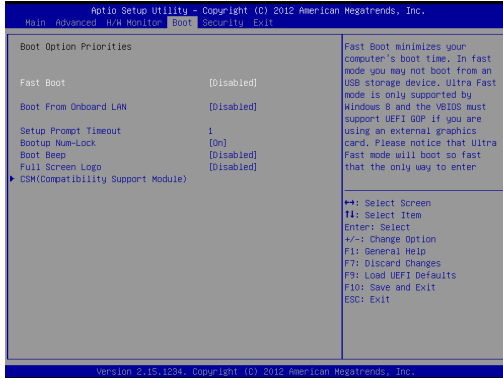 Aptio Setup Utility – Copyright (C) 2012 American Megatrends, Inc.
Main Advanced H/W Monitor Boot Security Exit
Boot Option Priorities
Fast Boot [Disabled]
Boot From Onboard LAN [Disabled]
Setup Prompt Timeout 1
Bootup Num-Lock [On]
Boot Beep [Disabled]
Full Screen Logo [Disabled]
CSM(Compatibility Support Module)
Fast Boot minimizes your
computer's boot time. In fast
mode you may not boot from an
USB storage device. Ultra Fast
mode is only supported by
Windows 8 and the VBIOS must
support UEFI GOP if you are
using an external graphics
card. Please notice that Ultra
Fast mode will boot so fast
that the only way to enter
↔: Select Screen
↑↓: Select Item
Enter: Select
+/-: Change Option
F1: General Help
F7: Discard Changes
F9: Load UEFI Defaults
F10: Save and Exit
ESC: Exit
Version 2.15.1234. Copyright (C) 2012 American Megatrends, Inc.